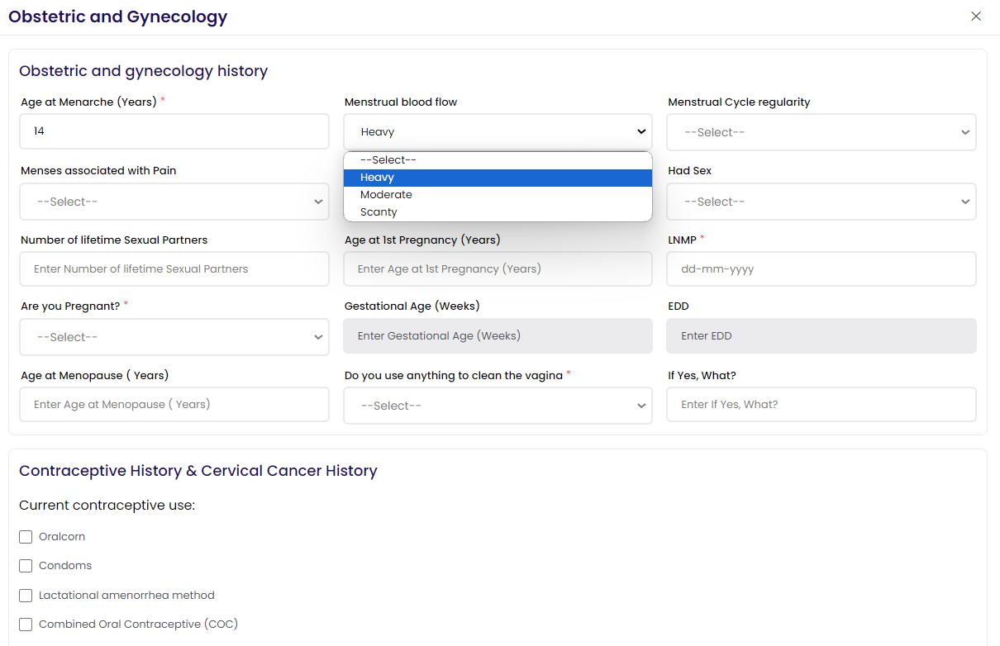 Obstetric and Gynecology
Obstetric and gynecology history
Age at Menarche (Years) *
Menstrual blood flow
Menstrual Cycle regularity
14
Heavy
--Select--
--Select--
Heavy
Moderate
Scanty
Menses associated with Pain
Had Sex
--Select--
--Select--
Number of lifetime Sexual Partners
Age at 1st Pregnancy (Years)
LNMP *
Enter Number of lifetime Sexual Partners
Enter Age at 1st Pregnancy (Years)
dd-mm-yyyy
Are you Pregnant? *
Gestational Age (Weeks)
EDD
--Select--
Enter Gestational Age (Weeks)
Enter EDD
Age at Menopause ( Years)
Do you use anything to clean the vagina *
If Yes, What?
Enter Age at Menopause ( Years)
--Select--
Enter If Yes, What?
Contraceptive History & Cervical Cancer History
Current contraceptive use:
Oralcorn
Condoms
Lactational amenorrhea method
Combined Oral Contraceptive (COC)